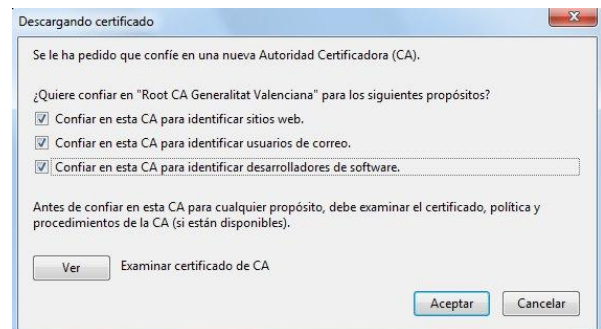 Descargando certificado
Se le ha pedido que confíe en una nueva Autoridad Certificadora (CA).
¿Quiere confiar en "Root CA Generalitat Valenciana" para los siguientes propósitos?
Confiar en esta CA para identificar sitios web.
Confiar en esta CA para identificar usuarios de correo.
Confiar en esta CA para identificar desarrolladores de software.
Antes de confiar en esta CA para cualquier propósito, debe examinar el certificado, política y
procedimientos de la CA (si están disponibles).
Ver Examinar certificado de CA
Aceptar Cancelar